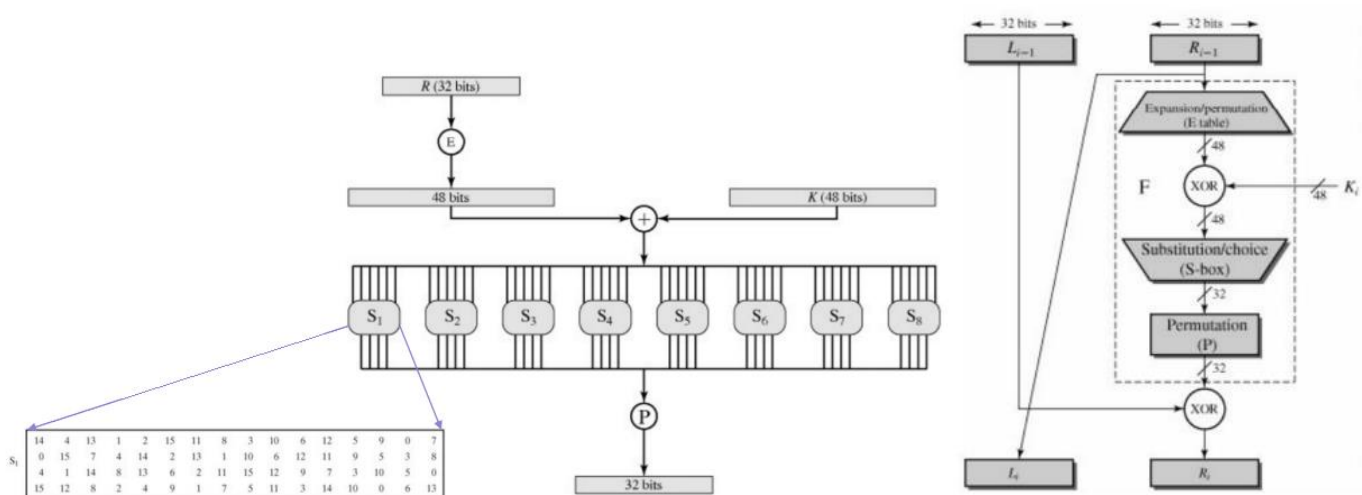 R (32 bits)
E
48 bits
K (48 bits)
+
S1 S2 S3 S4 S5 S6 S7 S8
P
32 bits
S1
14 4 13 1 2 15 11 8 3 10 6 12 5 9 0 7
0 15 7 4 14 2 13 1 10 6 12 11 9 5 3 8
4 1 14 8 13 6 2 11 15 12 9 7 3 10 5 0
15 12 8 2 4 9 1 7 5 11 3 14 10 0 6 13
32 bits 32 bits
Li−1 Ri−1
Expansion/permutation
(E table)
48
F XOR 48 Ki
48
Substitution/choice
(S-box)
32
Permutation
(P)
32
XOR
Li Ri